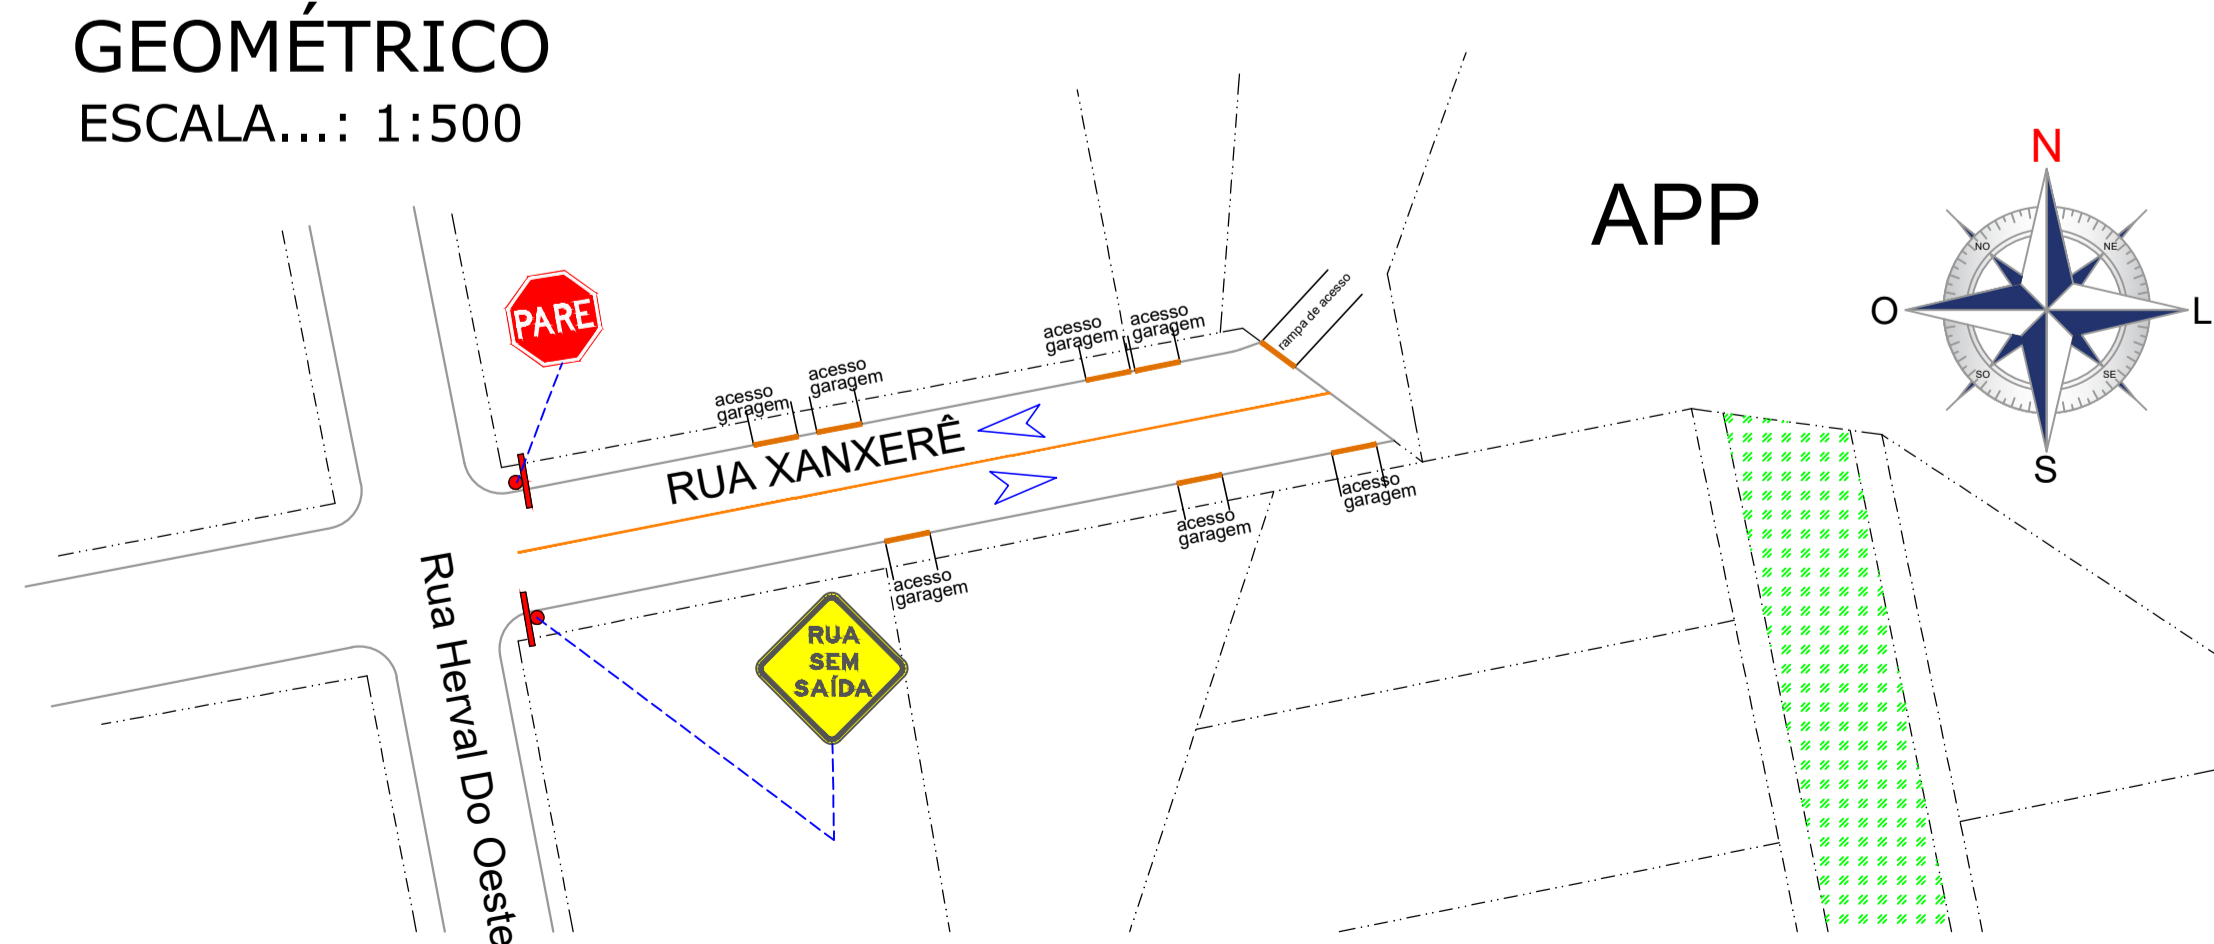 GEOMÉTRICO
ESCALA...: 1:500
N
APP
NO
NE
O
L
SO
SE
S
PARE
rampa de acesso
acesso
garagem
acesso
garagem
acesso
garagem
acesso
garagem
RUA XANXERÊ
acesso
garagem
acesso
garagem
acesso
garagem
Rua Herval Do Oeste
RUA
SEM
SAÍDA